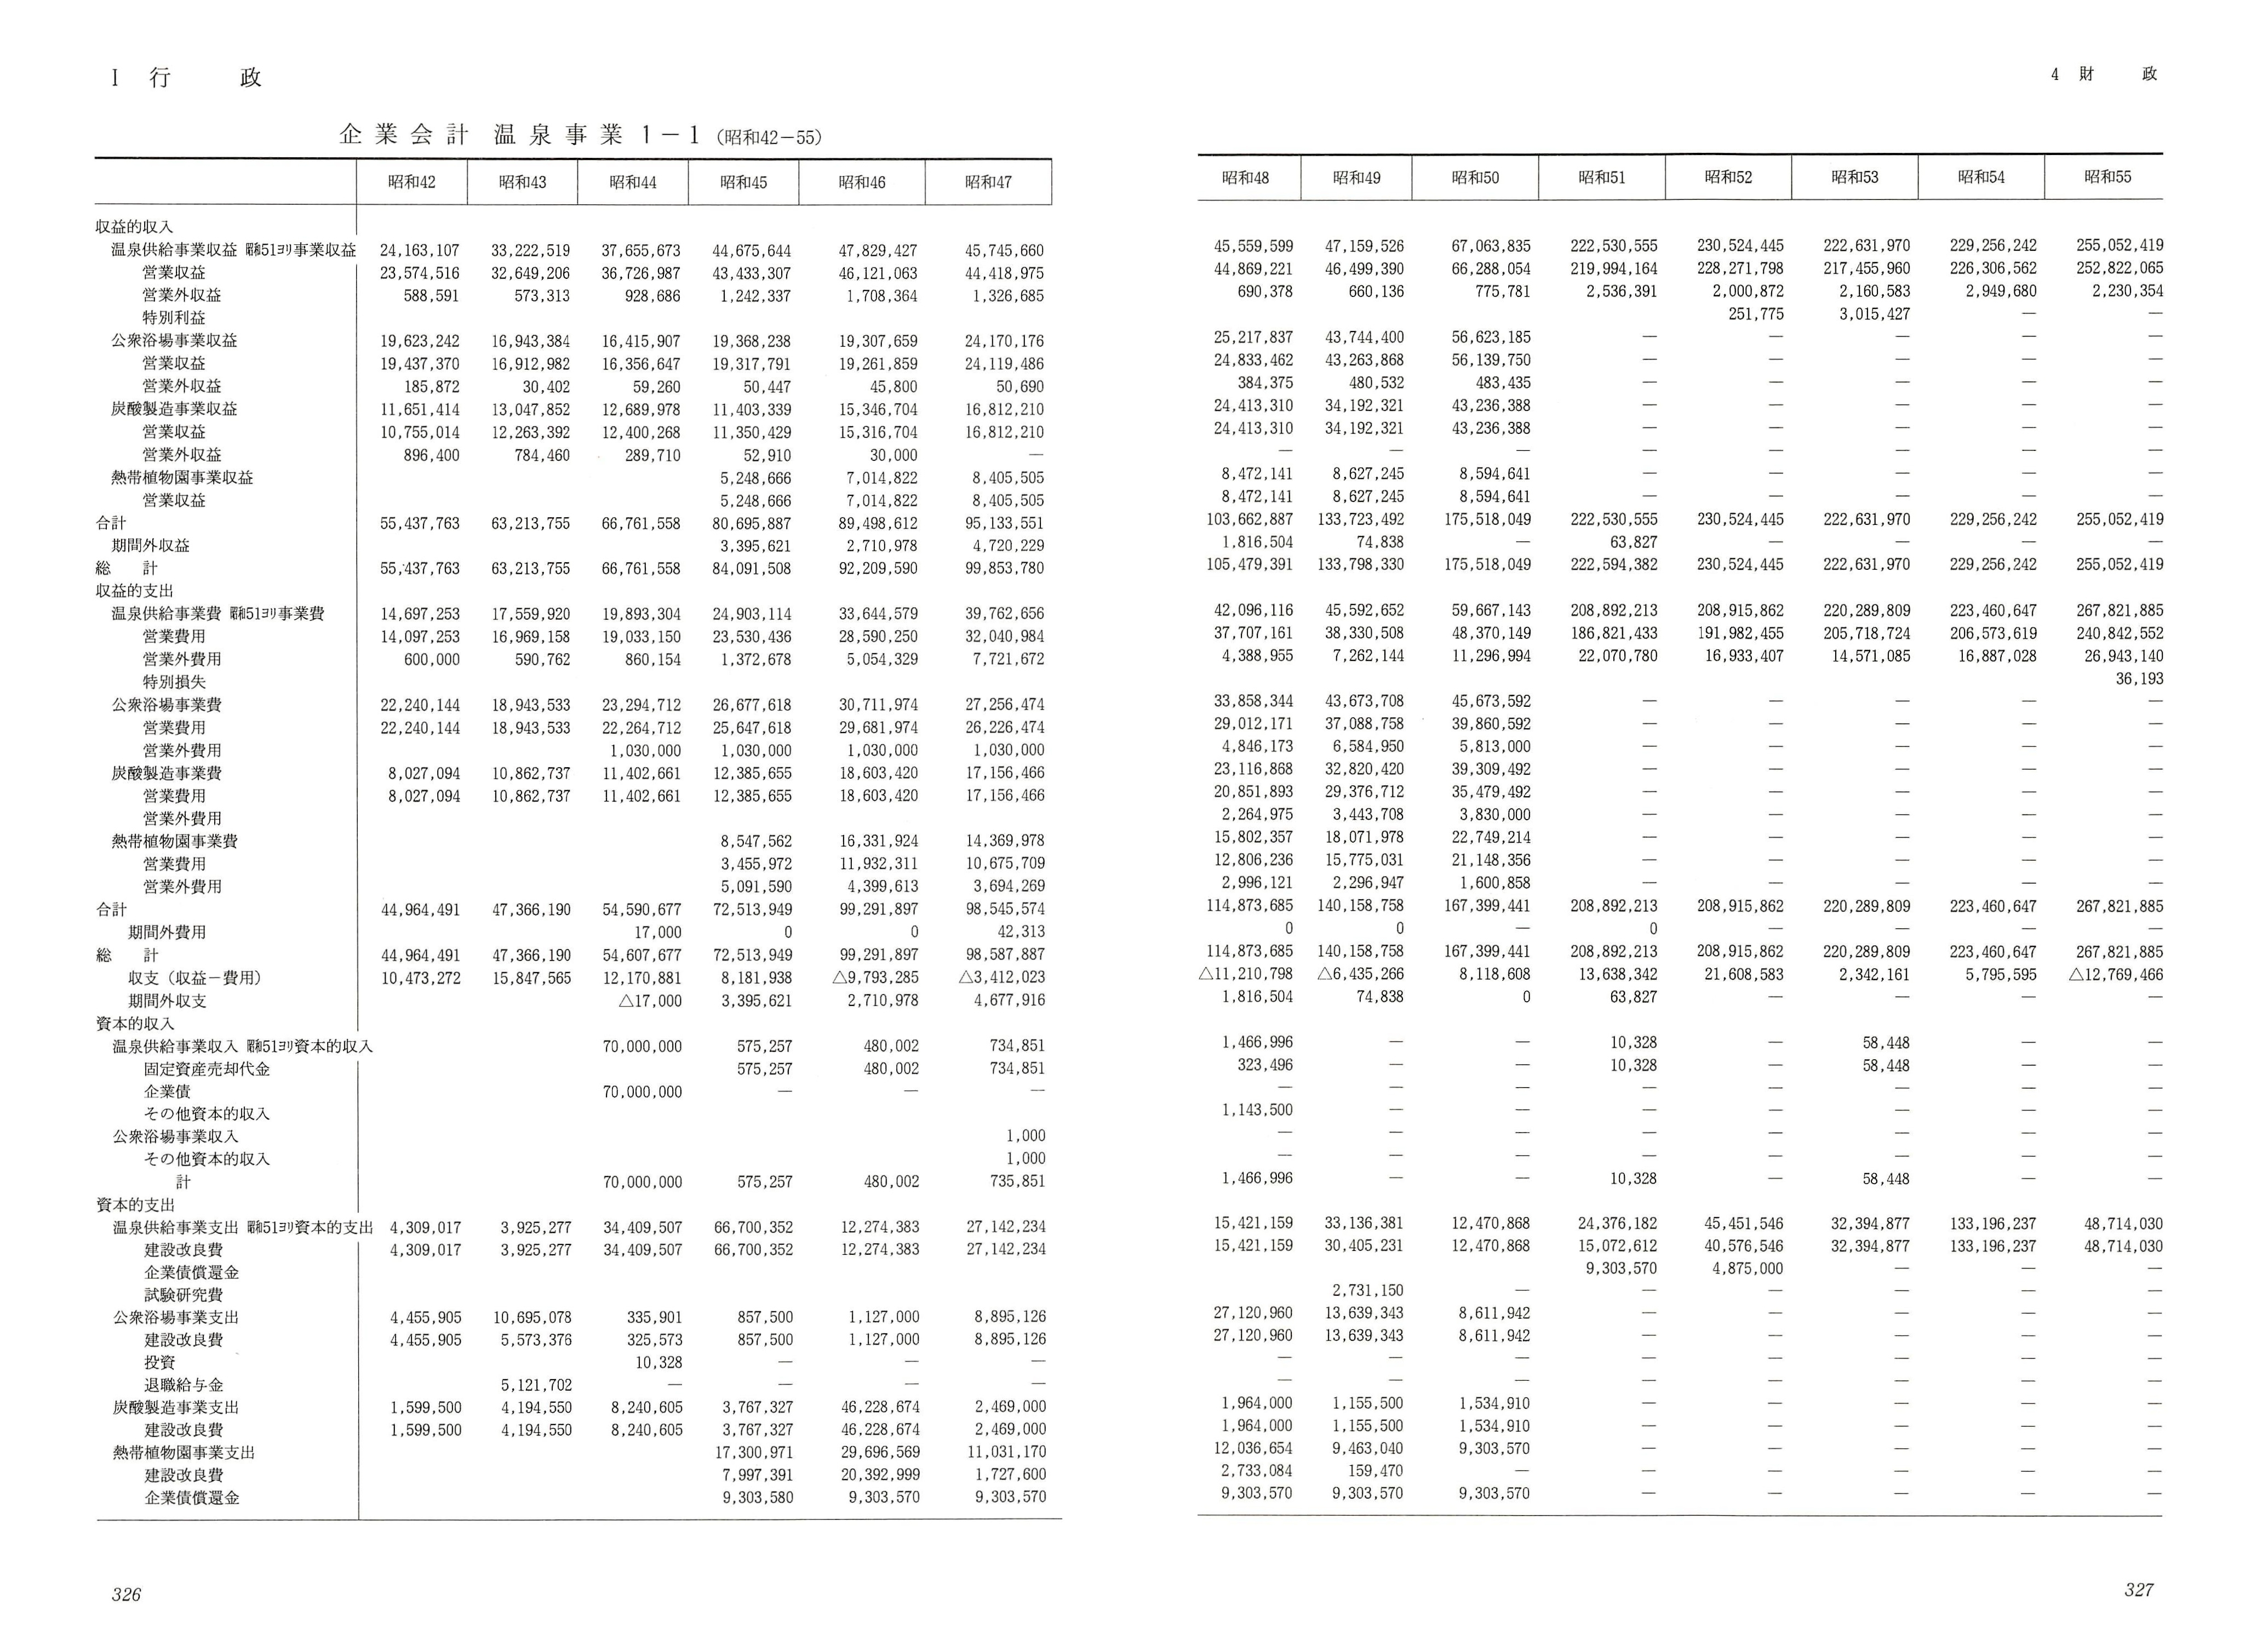 I 行 政
企業会計 温泉事業1-1（昭和42-55）
昭和42 昭和43 昭和44 昭和45 昭和46 昭和47
収益的収入
温泉供給事業収益 昭和51ヨリ事業収益 24,163,107 33,222,519 37,655,673 44,675,644 47,829,427 45,745,660
営業収益 23,574,516 32,649,206 36,726,987 43,433,307 46,121,063 44,418,975
営業外収益 588,591 573,313 928,686 1,242,337 1,708,364 1,326,685
特別利益
公衆浴場事業収益 19,623,242 16,943,384 16,415,907 19,368,238 19,307,659 24,170,176
営業収益 19,437,370 16,912,982 16,356,647 19,317,791 19,261,859 24,119,486
営業外収益 185,872 30,402 59,260 50,447 45,800 50,690
炭酸製造事業収益 11,651,414 13,047,852 12,689,978 11,403,339 15,346,704 16,812,210
営業収益 10,755,014 12,263,392 12,400,268 11,350,429 15,316,704 16,812,210
営業外収益 896,400 784,460 289,710 52,910 30,000 —
熱帯植物園事業収益 5,248,666 7,014,822 8,405,505
営業収益 5,248,666 7,014,822 8,405,505
合計 55,437,763 63,213,755 66,761,558 80,695,887 89,498,612 95,133,551
期間外収益 3,395,621 2,710,978 4,720,229
総 計 55,437,763 63,213,755 66,761,558 84,091,508 92,209,590 99,853,780
収益的支出
温泉供給事業費 昭和51ヨリ事業費 14,697,253 17,559,920 19,893,304 24,903,114 33,644,579 39,762,656
営業費用 14,097,253 16,969,158 19,033,150 23,530,436 28,590,250 32,040,984
営業外費用 600,000 590,762 860,154 1,372,678 5,054,329 7,721,672
特別損失
公衆浴場事業費 22,240,144 18,943,533 23,294,712 26,677,618 30,711,974 27,256,474
営業費用 22,240,144 18,943,533 22,264,712 25,647,618 29,681,974 26,226,474
営業外費用 1,030,000 1,030,000 1,030,000 1,030,000
炭酸製造事業費 8,027,094 10,862,737 11,402,661 12,385,655 18,603,420 17,156,466
営業費用 8,027,094 10,862,737 11,402,661 12,385,655 18,603,420 17,156,466
営業外費用
熱帯植物園事業費 8,547,562 16,331,924 14,369,978
営業費用 3,455,972 11,932,311 10,675,709
営業外費用 5,091,590 4,399,613 3,694,269
合計 44,964,491 47,366,190 54,590,677 72,513,949 99,291,897 98,545,574
期間外費用 17,000 0 0 42,313
総 計 44,964,491 47,366,190 54,607,677 72,513,949 99,291,897 98,587,887
収支（収益－費用） 10,473,272 15,847,565 12,170,881 8,181,938 △9,793,285 △3,412,023
期間外収支 △17,000 3,395,621 2,710,978 4,677,916
資本的収入
温泉供給事業収入 昭和51ヨリ資本的収入 70,000,000 575,257 480,002 734,851
固定資産売却代金 575,257 480,002 734,851
企業債 70,000,000 — — —
その他資本的収入
公衆浴場事業収入 1,000
その他資本的収入 1,000
計 70,000,000 575,257 480,002 735,851
資本的支出
温泉供給事業支出 昭和51ヨリ資本的支出 4,309,017 3,925,277 34,409,507 66,700,352 12,274,383 27,142,234
建設改良費 4,309,017 3,925,277 34,409,507 66,700,352 12,274,383 27,142,234
企業債償還金
試験研究費
公衆浴場事業支出 4,455,905 10,695,078 335,901 857,500 1,127,000 8,895,126
建設改良費 4,455,905 5,573,376 325,573 857,500 1,127,000 8,895,126
投資 10,328 — — —
退職給与金 5,121,702 — — — —
炭酸製造事業支出 1,599,500 4,194,550 8,240,605 3,767,327 46,228,674 2,469,000
建設改良費 1,599,500 4,194,550 8,240,605 3,767,327 46,228,674 2,469,000
熱帯植物園事業支出 17,300,971 29,696,569 11,031,170
建設改良費 7,997,391 20,392,999 1,727,600
企業債償還金 9,303,580 9,303,570 9,303,570
326
4 財 政
昭和48 昭和49 昭和50 昭和51 昭和52 昭和53 昭和54 昭和55
45,559,599 47,159,526 67,063,835 222,530,555 230,524,445 222,631,970 229,256,242 255,052,419
44,869,221 46,499,390 66,288,054 219,994,164 228,271,798 217,455,960 226,306,562 252,822,065
690,378 660,136 775,781 2,536,391 2,000,872 2,160,583 2,949,680 2,230,354
251,775 3,015,427 — —
25,217,837 43,744,400 56,623,185 — — — — —
24,833,462 43,263,868 56,139,750 — — — — —
384,375 480,532 483,435 — — — — —
24,413,310 34,192,321 43,236,388 — — — — —
24,413,310 34,192,321 43,236,388 — — — — —
— — — — — — — —
8,472,141 8,627,245 8,594,641 — — — — —
8,472,141 8,627,245 8,594,641 — — — — —
103,662,887 133,723,492 175,518,049 222,530,555 230,524,445 222,631,970 229,256,242 255,052,419
1,816,504 74,838 — 63,827 — — — —
105,479,391 133,798,330 175,518,049 222,594,382 230,524,445 222,631,970 229,256,242 255,052,419
42,096,116 45,592,652 59,667,143 208,892,213 208,915,862 220,289,809 223,460,647 267,821,885
37,707,161 38,330,508 48,370,149 186,821,433 191,982,455 205,718,724 206,573,619 240,842,552
4,388,955 7,262,144 11,296,994 22,070,780 16,933,407 14,571,085 16,887,028 26,943,140
36,193
33,858,344 43,673,708 45,673,592 — — — — —
29,012,171 37,088,758 39,860,592 — — — — —
4,846,173 6,584,950 5,813,000 — — — — —
23,116,868 32,820,420 39,309,492 — — — — —
20,851,893 29,376,712 35,479,492 — — — — —
2,264,975 3,443,708 3,830,000 — — — — —
15,802,357 18,071,978 22,749,214 — — — — —
12,806,236 15,775,031 21,148,356 — — — — —
2,996,121 2,296,947 1,600,858 — — — — —
114,873,685 140,158,758 167,399,441 208,892,213 208,915,862 220,289,809 223,460,647 267,821,885
0 0 — 0 — — — —
114,873,685 140,158,758 167,399,441 208,892,213 208,915,862 220,289,809 223,460,647 267,821,885
△11,210,798 △6,435,266 8,118,608 13,638,342 21,608,583 2,342,161 5,795,595 △12,769,466
1,816,504 74,838 0 63,827 — — — —
1,466,996 — — 10,328 — 58,448 — —
323,496 — — 10,328 — 58,448 — —
— — — — — — — —
1,143,500 — — — — — — —
— — — — — — — —
— — — — — — — —
1,466,996 — — 10,328 — 58,448 — —
15,421,159 33,136,381 12,470,868 24,376,182 45,451,546 32,394,877 133,196,237 48,714,030
15,421,159 30,405,231 12,470,868 15,072,612 40,576,546 32,394,877 133,196,237 48,714,030
9,303,570 4,875,000 — — —
2,731,150 — — — — — —
27,120,960 13,639,343 8,611,942 — — — — —
27,120,960 13,639,343 8,611,942 — — — — —
— — — — — — — —
— — — — — — — —
1,964,000 1,155,500 1,534,910 — — — — —
1,964,000 1,155,500 1,534,910 — — — — —
12,036,654 9,463,040 9,303,570 — — — — —
2,733,084 159,470 — — — — — —
9,303,570 9,303,570 9,303,570 — — — — —
327